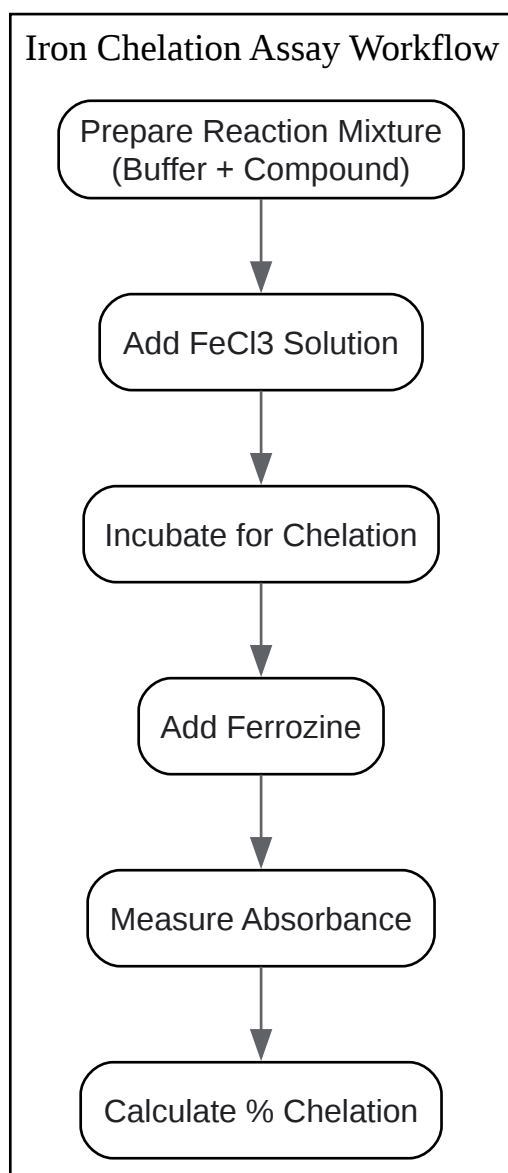 Iron Chelation Assay Workflow
Prepare Reaction Mixture
(Buffer + Compound)
Add FeCl3 Solution
Incubate for Chelation
Add Ferrozine
Measure Absorbance
Calculate % Chelation